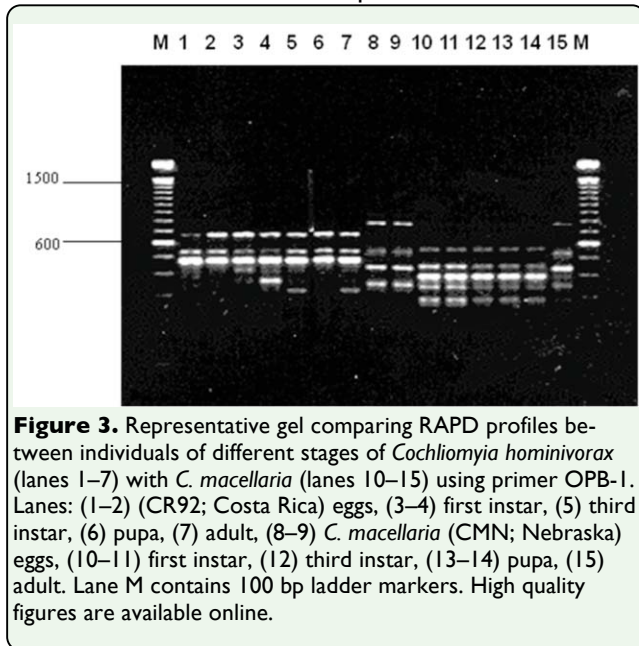 M 1 2 3 4 5 6 7 8 9 10 11 12 13 14 15 M
1500
600
Figure 3. Representative gel comparing RAPD profiles be-
tween individuals of different stages of Cochliomyia hominivorax
(lanes 1–7) with C. macellaria (lanes 10–15) using primer OPB-1.
Lanes: (1–2) (CR92; Costa Rica) eggs, (3–4) first instar, (5) third
instar, (6) pupa, (7) adult, (8–9) C. macellaria (CMN; Nebraska)
eggs, (10–11) first instar, (12) third instar, (13–14) pupa, (15)
adult. Lane M contains 100 bp ladder markers. High quality
figures are available online.